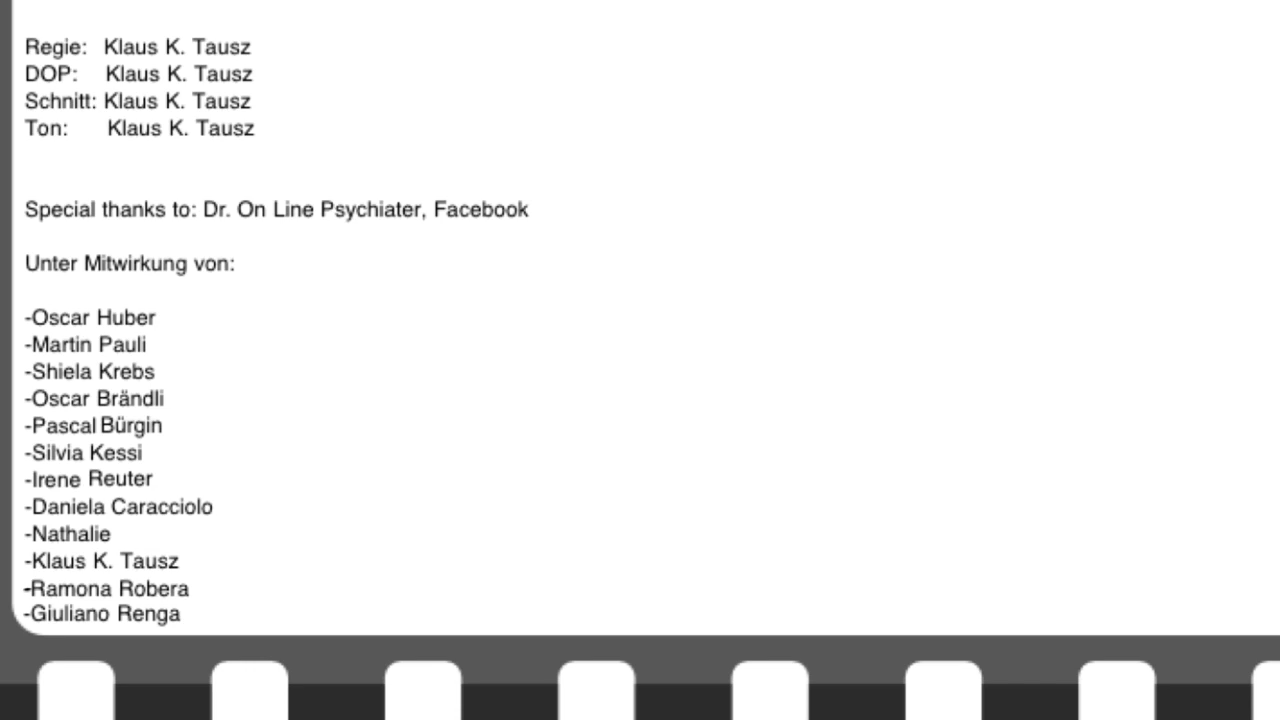 Regie: Klaus K. Tausz
DOP: Klaus K. Tausz
Schnitt: Klaus K. Tausz
Ton: Klaus K. Tausz
Special thanks to: Dr. On Line Psychiater, Facebook
Unter Mitwirkung von:
-Oscar Huber
-Martin Pauli
-Shiela Krebs
-Oscar Brändli
-Pascal Bürgin
-Silvia Kessi
-Irene Reuter
-Daniela Caracciolo
-Nathalie
-Klaus K. Tausz
-Ramona Robera
-Giuliano Renga